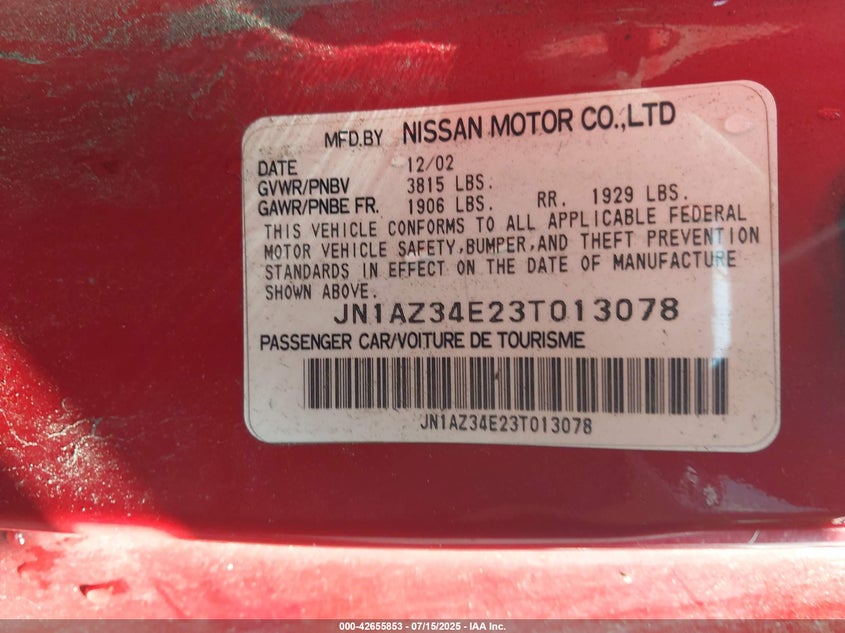 MFD.BY NISSAN MOTOR CO.,LTD
DATE 12/02
GVWR/PNBV 3815 LBS.
GAWR/PNBE FR. 1906 LBS. RR. 1929 LBS.
THIS VEHICLE CONFORMS TO ALL APPLICABLE FEDERAL
MOTOR VEHICLE SAFETY,BUMPER,AND THEFT PREVENTION
STANDARDS IN EFFECT ON THE DATE OF MANUFACTURE
SHOWN ABOVE.
JN1AZ34E23T013078
PASSENGER CAR/VOITURE DE TOURISME
JN1AZ34E23T013078
000-42655853 - 07/15/2025 - IAA Inc.